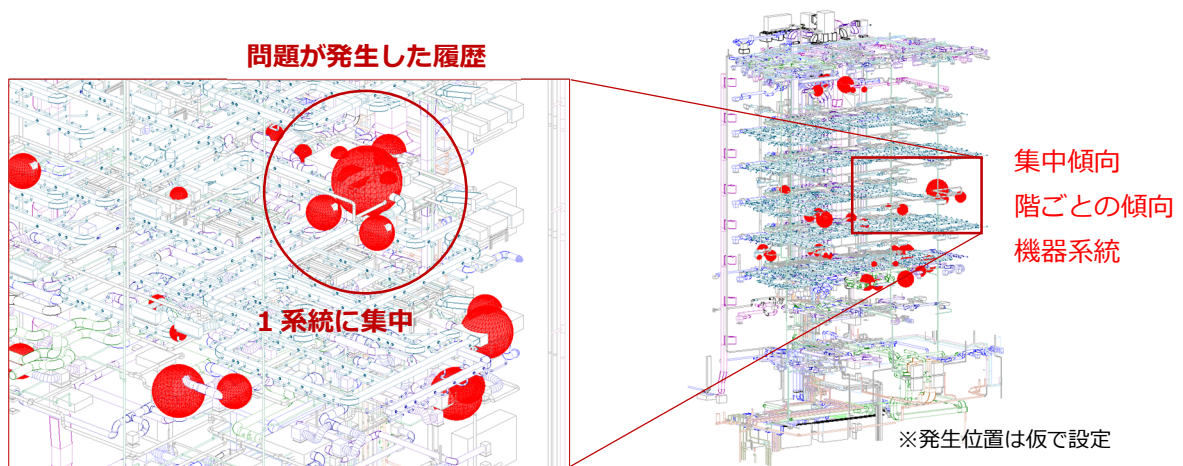 問題が発生した履歴
1系統に集中
集中傾向
階ごとの傾向
機器系統
※発生位置は仮で設定